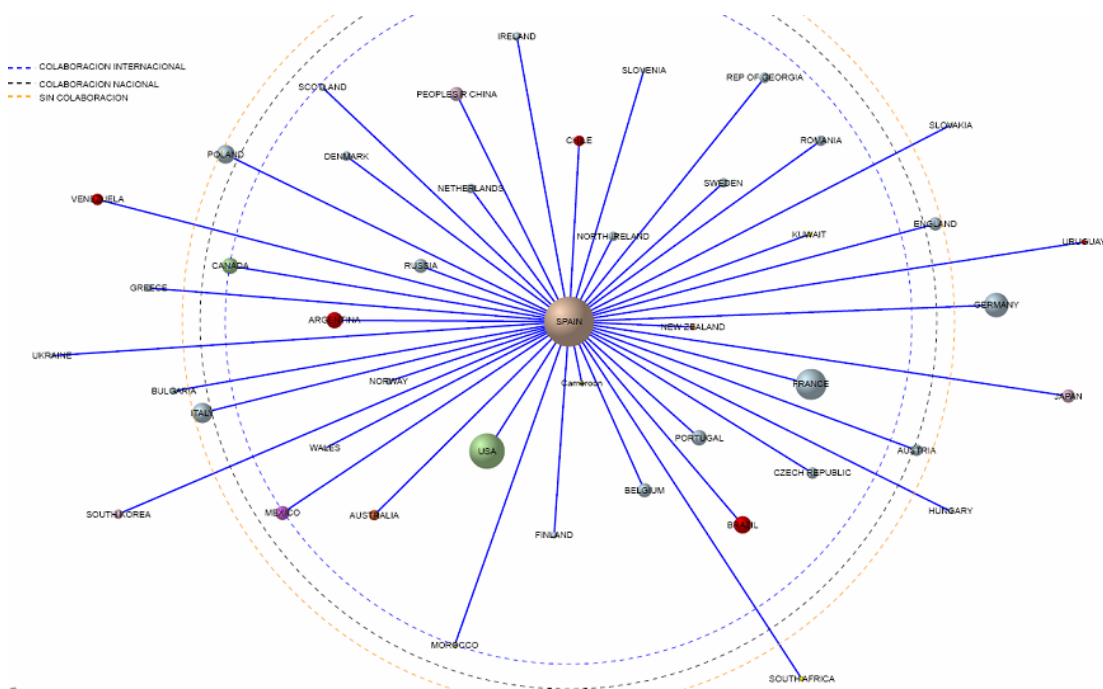 IRELAND
COLABORACION INTERNACIONAL
SLOVENIA
REP OF GEORGIA
COLABORACION NACIONAL
SCOTLAND
PEOPLES R CHINA
SIN COLABORACION
SLOVAKIA
CHILE
ROMANIA
POLAND
DENMARK
SWEDEN
NETHERLANDS
VENEZUELA
ENGLAND
KUWAIT
NORTH IRELAND
URUGUAY
CANADA
RUSSIA
GREECE
GERMANY
ARGENTINA
SPAIN
NEW ZEALAND
UKRAINE
NORWAY
Cameroon
FRANCE
BULGARIA
JAPAN
ITALY
PORTUGAL
WALES
USA
AUSTRIA
CZECH REPUBLIC
BELGIUM
HUNGARY
MEXICO
SOUTH KOREA
AUSTRALIA
BRAZIL
FINLAND
MOROCCO
SOUTH AFRICA